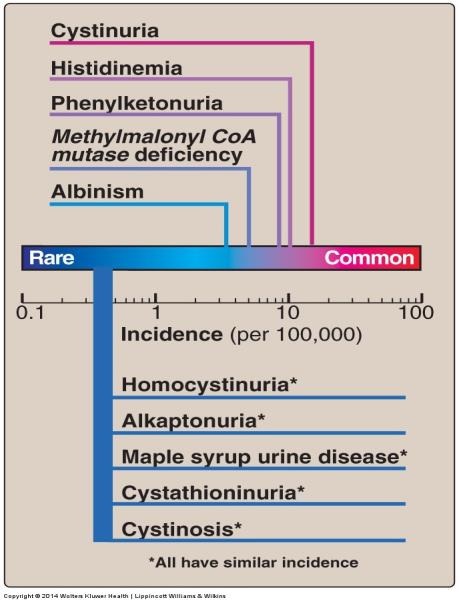 Cystinuria
Histidinemia
Phenylketonuria
Methylmalonyl CoA
mutase deficiency
Albinism
Rare Common
0.1 1 10 100
Incidence (per 100,000)
Homocystinuria*
Alkaptonuria*
Maple syrup urine disease*
Cystathioninuria*
Cystinosis*
*All have similar incidence
Copyright © 2014 Wolters Kluwer Health | Lippincott Williams & Wilkins